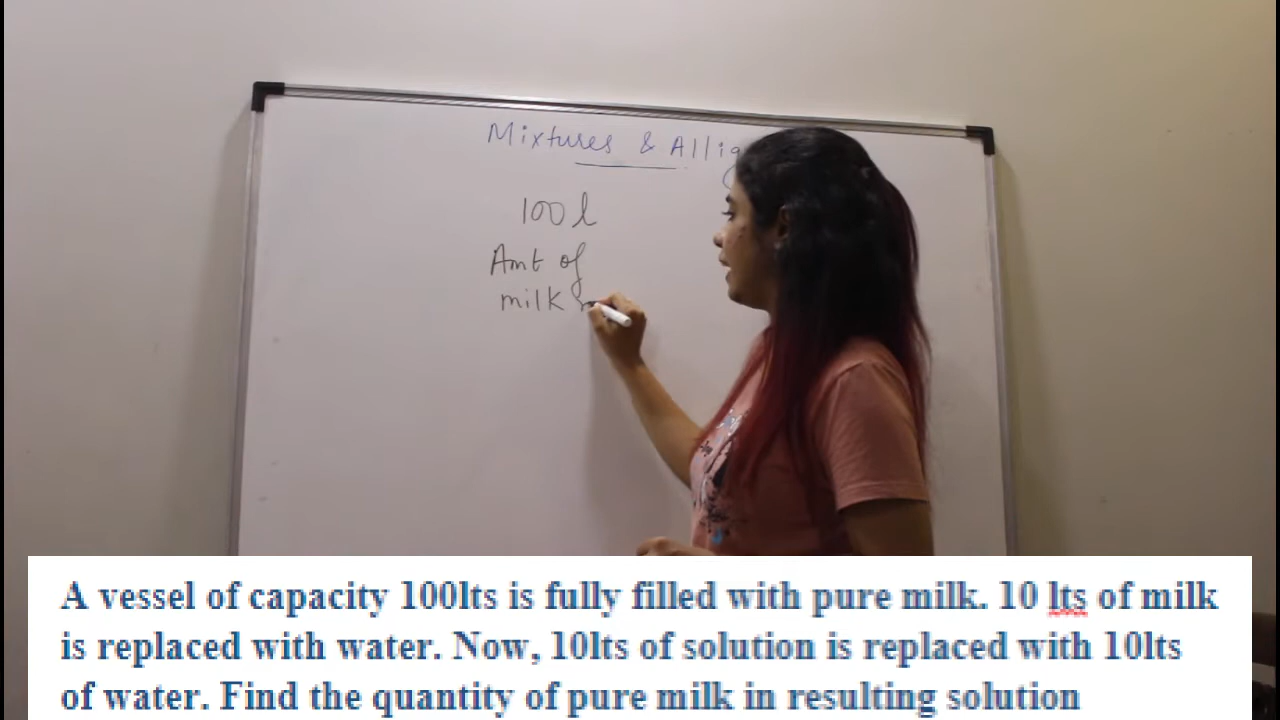 Mixtures & Allig
100 l
Amt of
milk
A vessel of capacity 100lts is fully filled with pure milk. 10 lts of milk
is replaced with water. Now, 10lts of solution is replaced with 10lts
of water. Find the quantity of pure milk in resulting solution